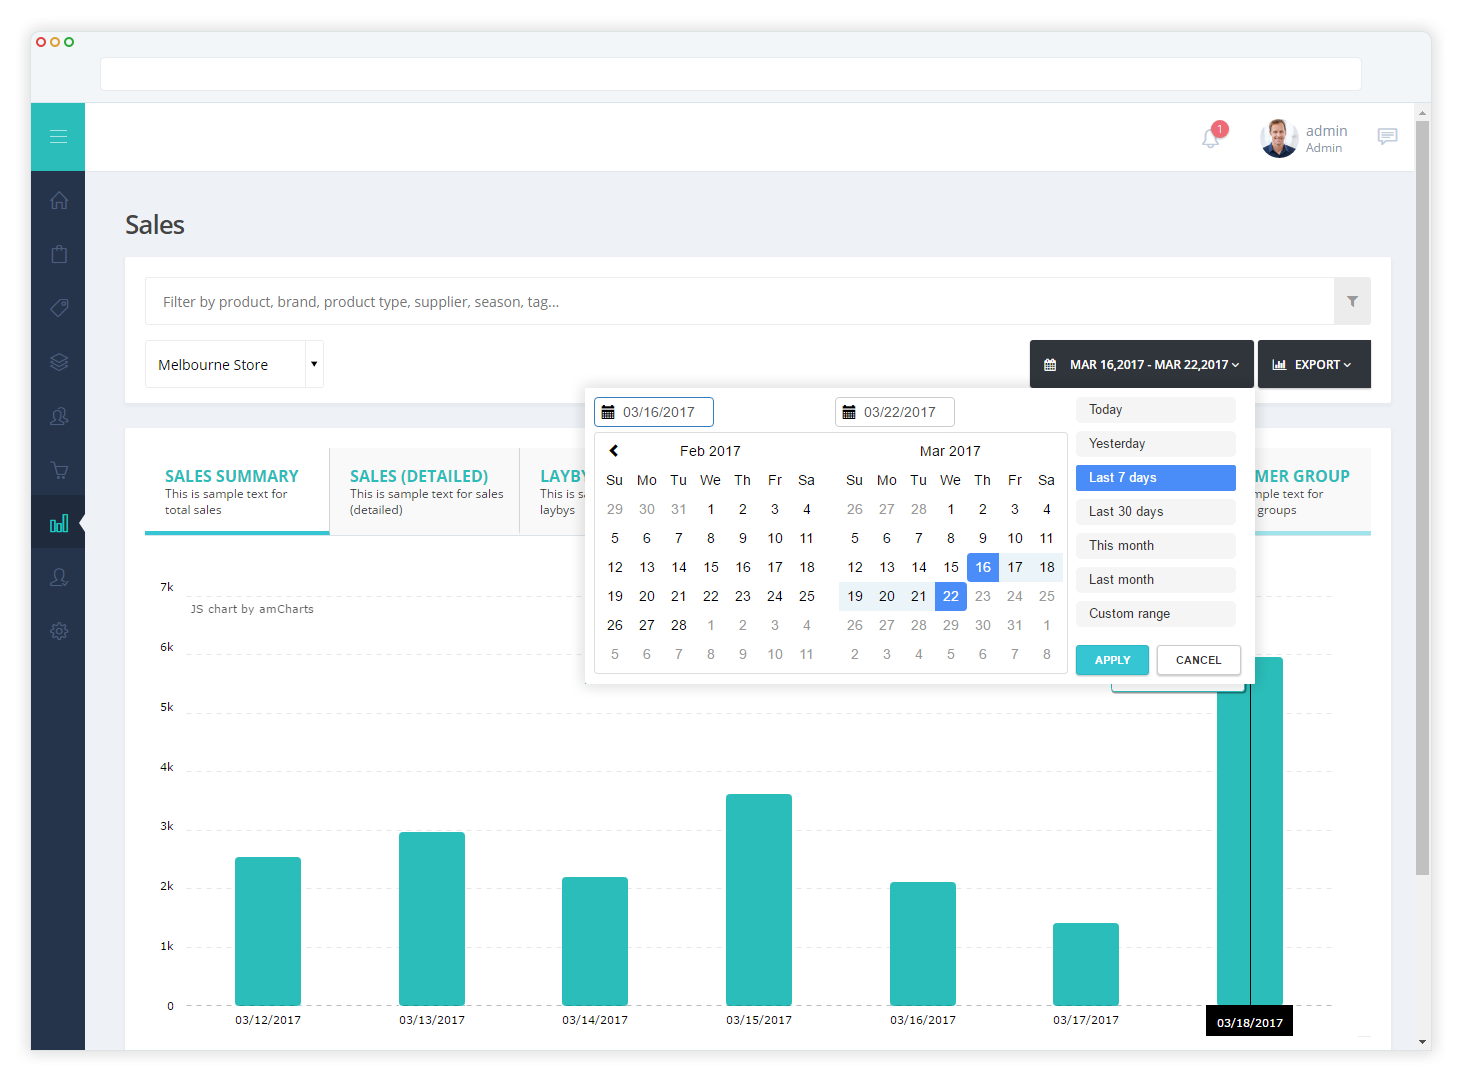 1
admin
Admin
Sales
Filter by product, brand, product type, supplier, season, tag...
Melbourne Store
MAR 16,2017 - MAR 22,2017
EXPORT
03/16/2017
03/22/2017
Feb 2017
Su Mo Tu We Th Fr Sa
29 30 31 1 2 3 4
5 6 7 8 9 10 11
12 13 14 15 16 17 18
19 20 21 22 23 24 25
26 27 28 1 2 3 4
5 6 7 8 9 10 11
Mar 2017
Su Mo Tu We Th Fr Sa
26 27 28 1 2 3 4
5 6 7 8 9 10 11
12 13 14 15 16 17 18
19 20 21 22 23 24 25
26 27 28 29 30 31 1
2 3 4 5 6 7 8
Today
Yesterday
Last 7 days
Last 30 days
This month
Last month
Custom range
APPLY
CANCEL
SALES SUMMARY
This is sample text for
total sales
SALES (DETAILED)
This is sample text for sales
(detailed)
LAYBY
This is
laybys
MER GROUP
text for
groups
JS chart by amCharts
7k
6k
5k
4k
3k
2k
1k
0
03/12/2017
03/13/2017
03/14/2017
03/15/2017
03/16/2017
03/17/2017
03/18/2017